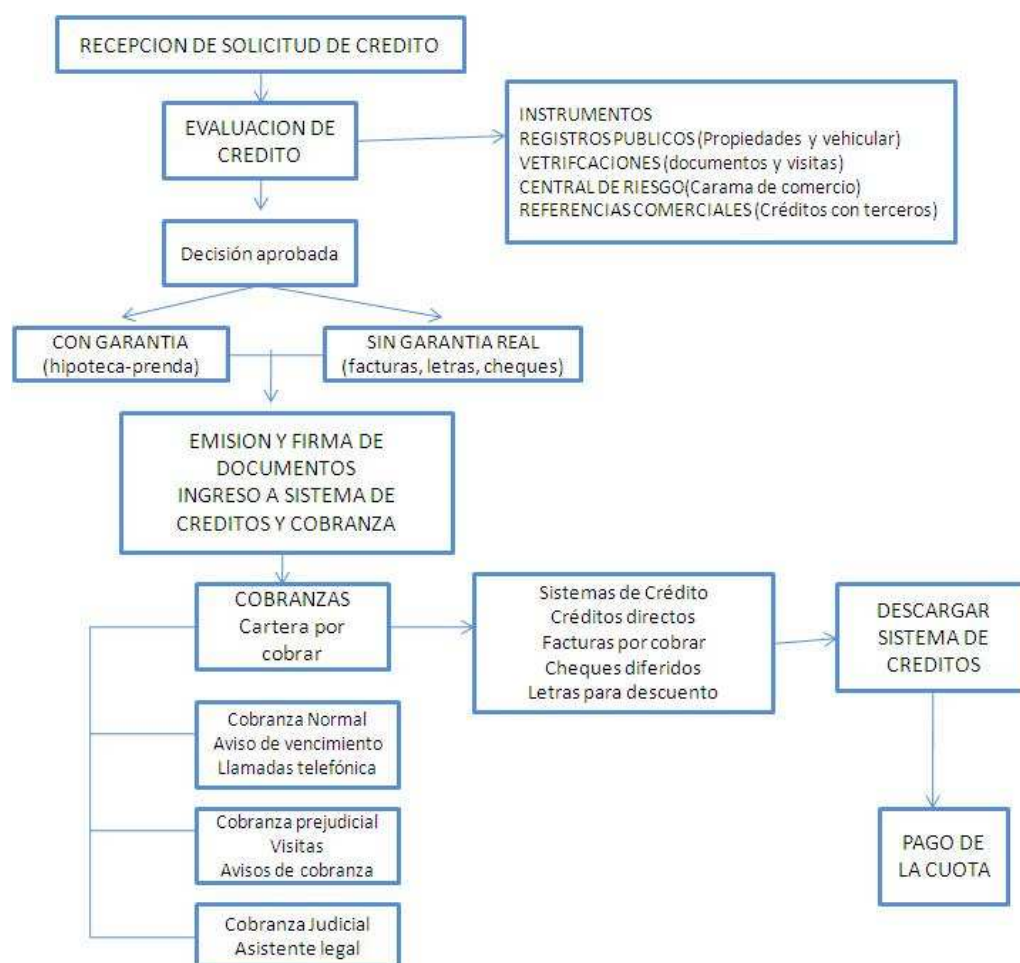 RECEPCION DE SOLICITUD DE CREDITO
EVALUACION DE
CREDITO
INSTRUMENTOS
REGISTROS PUBLICOS (Propiedades y vehicular)
VETRIFCACIONES (documentos y visitas)
CENTRAL DE RIESGO(Carama de comercio)
REFERENCIAS COMERCIALES (Créditos con terceros)
Decisión aprobada
CON GARANTIA
(hipoteca-prenda)
SIN GARANTIA REAL
(facturas, letras, cheques)
EMISION Y FIRMA DE
DOCUMENTOS
INGRESO A SISTEMA DE
CREDITOS Y COBRANZA
COBRANZAS
Cartera por
cobrar
Sistemas de Crédito
Créditos directos
Facturas por cobrar
Cheques diferidos
Letras para descuento
DESCARGAR
SISTEMA DE
CREDITOS
Cobranza Normal
Aviso de vencimiento
Llamadas telefónica
Cobranza prejudicial
Visitas
Avisos de cobranza
PAGO DE
LA CUOTA
Cobranza Judicial
Asistente legal